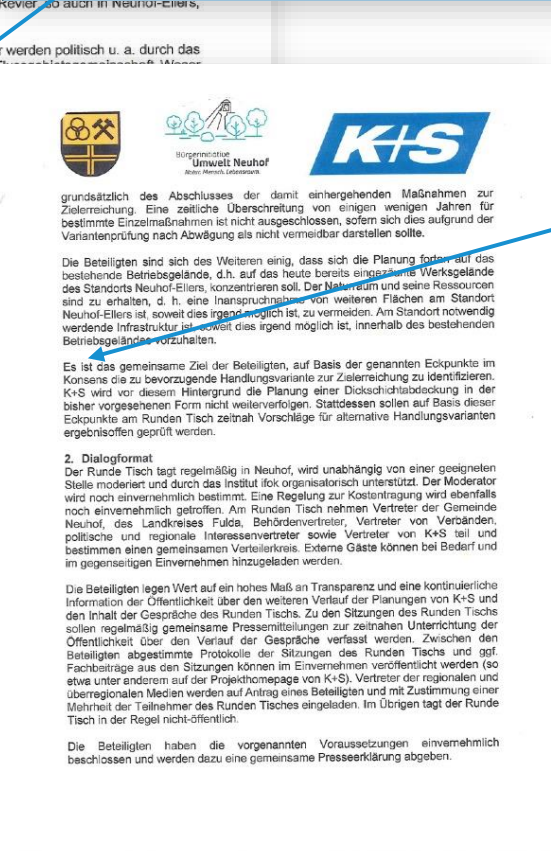 Revier, so auch in Neuhof-Ellers,
werden politisch u. a. durch das
Bürgerinitiative
Umwelt Neuhof
Natur. Mensch. Lebensraum.
K+S
grundsätzlich des Abschlusses der damit einhergehenden Maßnahmen zur
Zielerreichung. Eine zeitliche Überschreitung von einigen wenigen Jahren für
bestimmte Einzelmaßnahmen ist nicht ausgeschlossen, sofern sich dies aufgrund der
Variantenprüfung nach Abwägung als nicht vermeidbar darstellen sollte.
Die Beteiligten sind sich des Weiteren einig, dass sich die Planung fortan auf das
bestehende Betriebsgelände, d.h. auf das heute bereits eingezäunte Werksgelände
des Standorts Neuhof-Ellers, konzentrieren soll. Der Naturraum und seine Ressourcen
sind zu erhalten, d. h. eine Inanspruchnahme von weiteren Flächen am Standort
Neuhof-Ellers ist, soweit dies irgend möglich ist, zu vermeiden. Am Standort notwendig
werdende Infrastruktur ist, soweit dies irgend möglich ist, innerhalb des bestehenden
Betriebsgeländes vorzuhalten.
Es ist das gemeinsame Ziel der Beteiligten, auf Basis der genannten Eckpunkte im
Konsens die zu bevorzugende Handlungsvariante zur Zielerreichung zu identifizieren.
K+S wird vor diesem Hintergrund die Planung einer Dickschichtabdeckung in der
bisher vorgesehenen Form nicht weiterverfolgen. Stattdessen sollen auf Basis dieser
Eckpunkte am Runden Tisch zeitnah Vorschläge für alternative Handlungsvarianten
ergebnisoffen geprüft werden.
2. Dialogformat
Der Runde Tisch tagt regelmäßig in Neuhof, wird unabhängig von einer geeigneten
Stelle moderiert und durch das Institut ifok organisatorisch unterstützt. Der Moderator
wird noch einvernehmlich bestimmt. Eine Regelung zur Kostentragung wird ebenfalls
noch einvernehmlich getroffen. Am Runden Tisch nehmen Vertreter der Gemeinde
Neuhof, des Landkreises Fulda, Behördenvertreter, Vertreter von Verbänden,
politische und regionale Interessenvertreter sowie Vertreter von K+S teil und
bestimmen einen gemeinsamen Verteilerkreis. Externe Gäste können bei Bedarf und
im gegenseitigen Einvernehmen hinzugeladen werden.
Die Beteiligten legen Wert auf ein hohes Maß an Transparenz und eine kontinuierliche
Information der Öffentlichkeit über den weiteren Verlauf der Planungen von K+S und
den Inhalt der Gespräche des Runden Tischs. Zu den Sitzungen des Runden Tischs
sollen regelmäßig gemeinsame Pressemitteilungen zur zeitnahen Unterrichtung der
Öffentlichkeit über den Verlauf der Gespräche verfasst werden. Zwischen den
Beteiligten abgestimmte Protokolle der Sitzungen des Runden Tischs und ggf.
Fachbeiträge aus den Sitzungen können im Einvernehmen veröffentlicht werden (so
etwa unter anderem auf der Projekthomepage von K+S). Vertreter der regionalen und
überregionalen Medien werden auf Antrag eines Beteiligten und mit Zustimmung einer
Mehrheit der Teilnehmer des Runden Tisches eingeladen. Im Übrigen tagt der Runde
Tisch in der Regel nicht-öffentlich.
Die Beteiligten haben die vorgenannten Voraussetzungen einvernehmlich
beschlossen und werden dazu eine gemeinsame Presseerklärung abgeben.